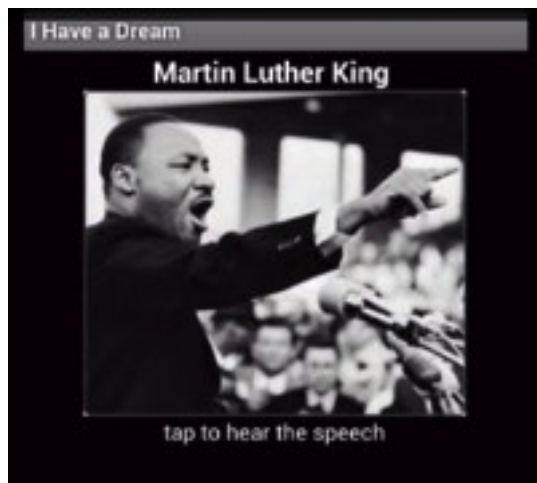 I Have a Dream
Martin Luther King
tap to hear the speech